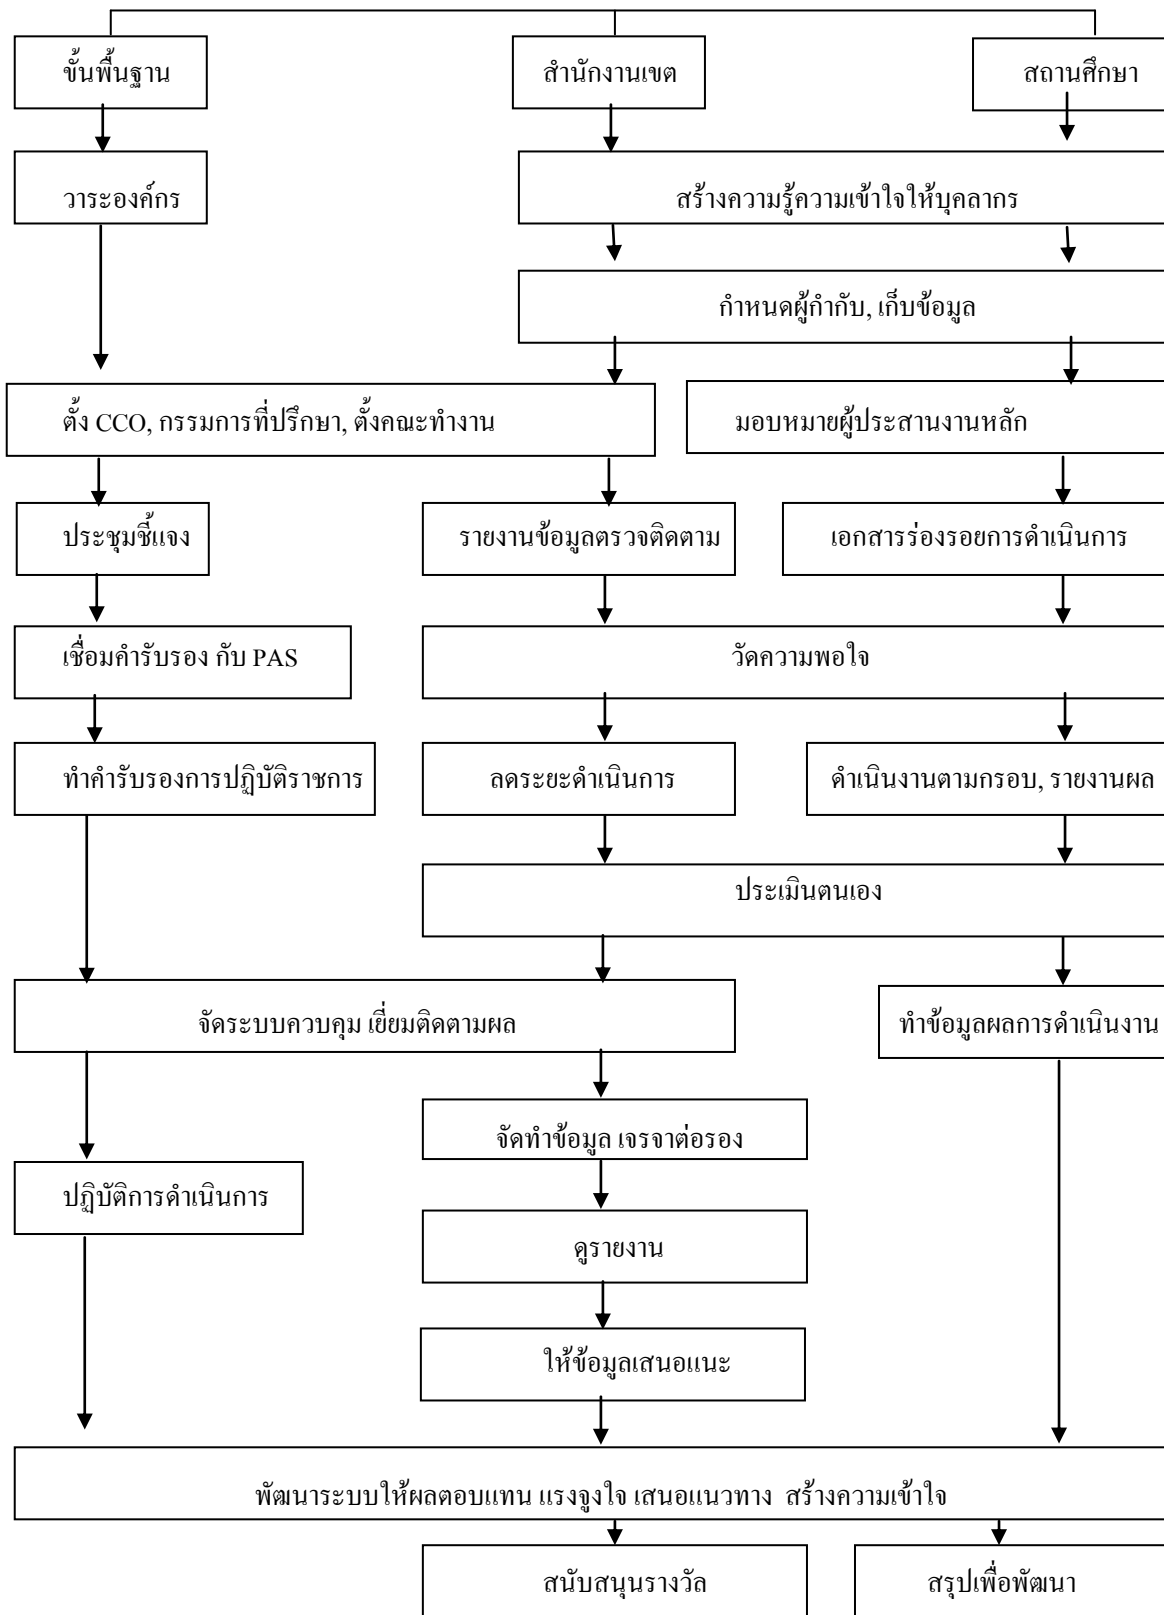 ขั้นพื้นฐาน
สำนักงานเขต
สถานศึกษา
วาระองค์กร
สร้างความรู้ความเข้าใจให้บุคลากร
กำหนดผู้กำกับ, เก็บข้อมูล
ตั้ง CCO, กรรมการที่ปรึกษา, ตั้งคณะทำงาน
มอบหมายผู้ประสานงานหลัก
ประชุมชี้แจง
รายงานข้อมูลตรวจติดตาม
เอกสารร่องรอยการดำเนินการ
เชื่อมคำรับรอง กับ PAS
วัดความพอใจ
ทำคำรับรองการปฏิบัติราชการ
ลดระยะดำเนินการ
ดำเนินงานตามกรอบ, รายงานผล
ประเมินตนเอง
จัดระบบควบคุม เยี่ยมติดตามผล
ทำข้อมูลผลการดำเนินงาน
จัดทำข้อมูล เจรจาต่อรอง
ปฏิบัติการดำเนินการ
ดูรายงาน
ให้ข้อมูลเสนอแนะ
พัฒนาระบบให้ผลตอบแทน แรงจูงใจ เสนอแนวทาง สร้างความเข้าใจ
สนับสนุนรางวัล
สรุปเพื่อพัฒนา